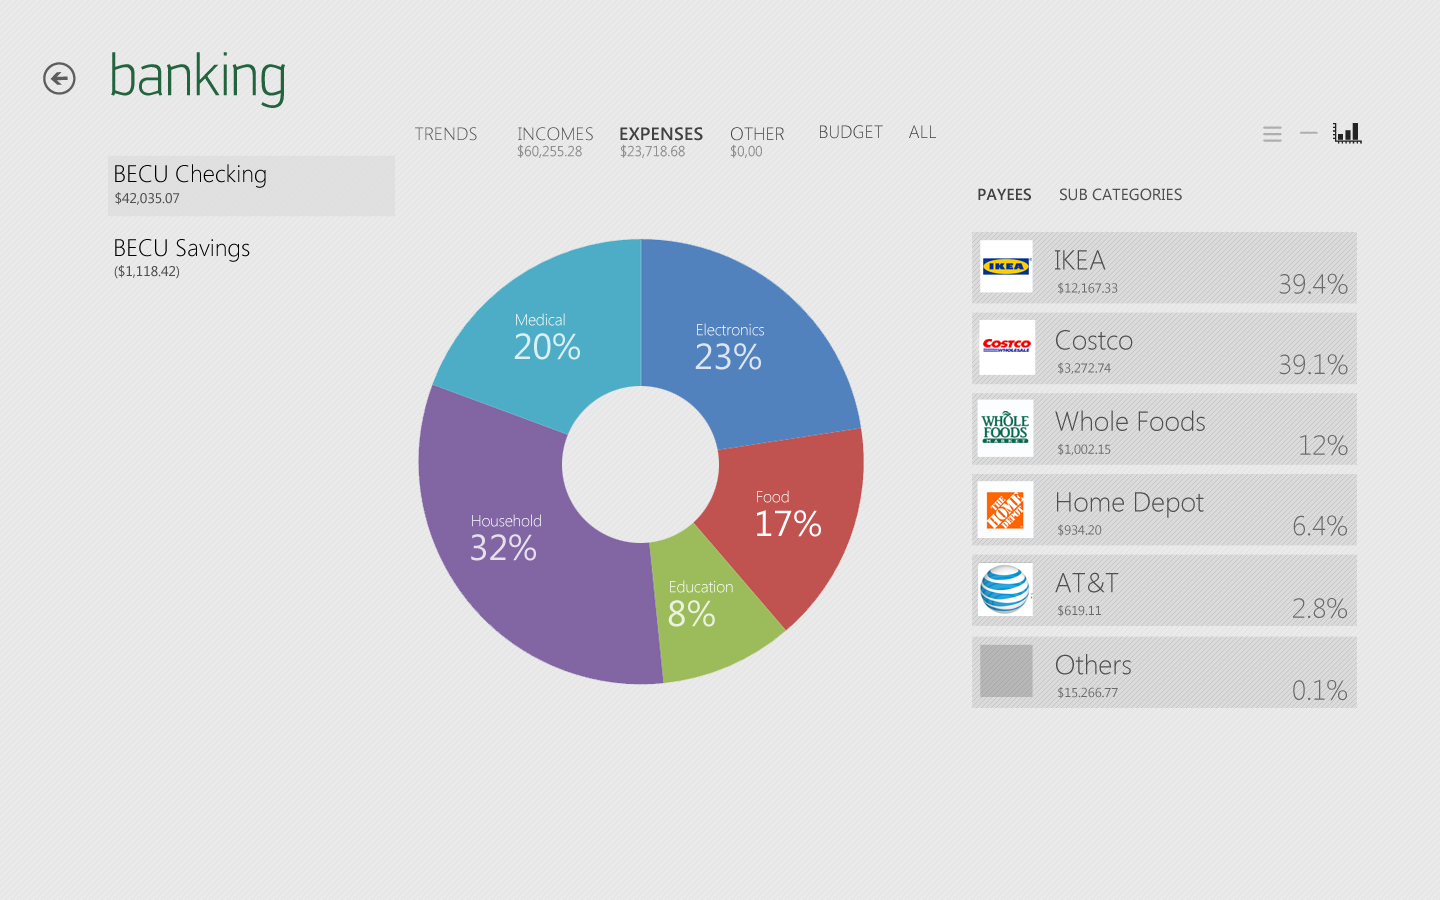 banking
TRENDS INCOMES EXPENSES OTHER BUDGET ALL
$60,255.28 $23,718.68 $0,00
BECU Checking
$42,035.07
BECU Savings
($1,118.42)
Medical
20%
Electronics
23%
Food
17%
Household
32%
Education
8%
PAYEES SUB CATEGORIES
IKEA
IKEA
$12,167.33
39.4%
COSTCO
WHOLESALE
Costco
$3,272.74
39.1%
WHOLE
FOODS
MARKET
Whole Foods
$1,002.15
12%
THE
HOME
DEPOT
Home Depot
$934.20
6.4%
AT&T
$619.11
2.8%
Others
$15.266.77
0.1%